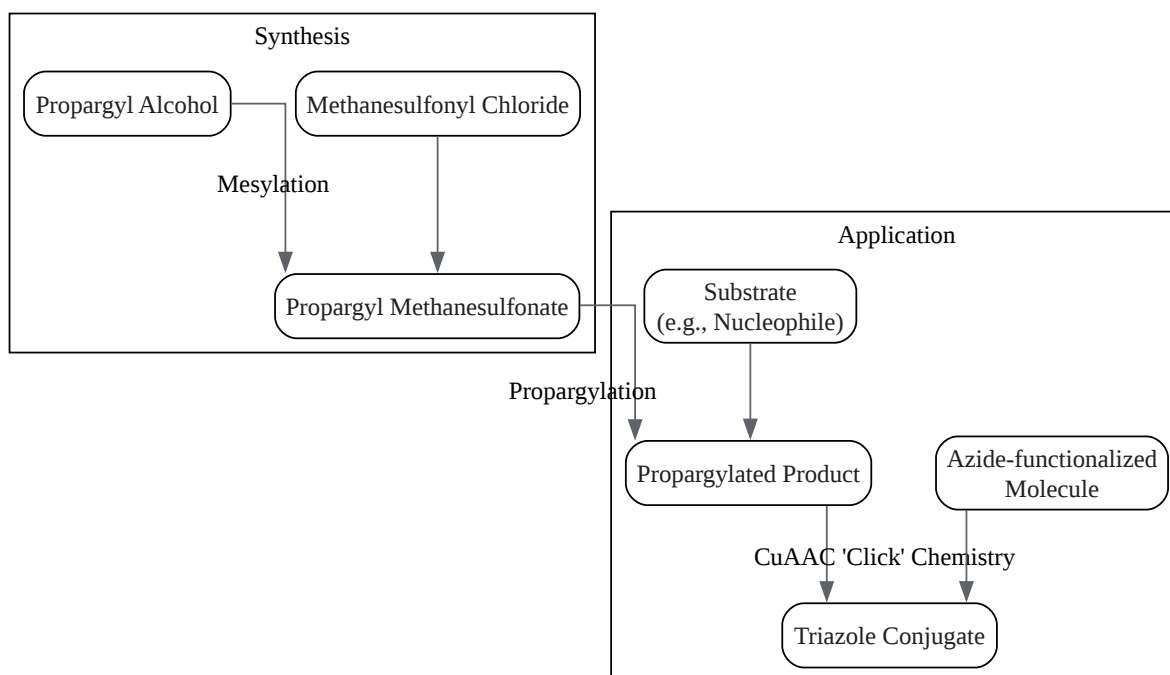 Synthesis
Propargyl Alcohol
Methanesulfonyl Chloride
Mesylation
Propargyl Methanesulfonate
Application
Substrate
(e.g., Nucleophile)
Propargylation
Propargylated Product
Azide-functionalized
Molecule
CuAAC 'Click' Chemistry
Triazole Conjugate